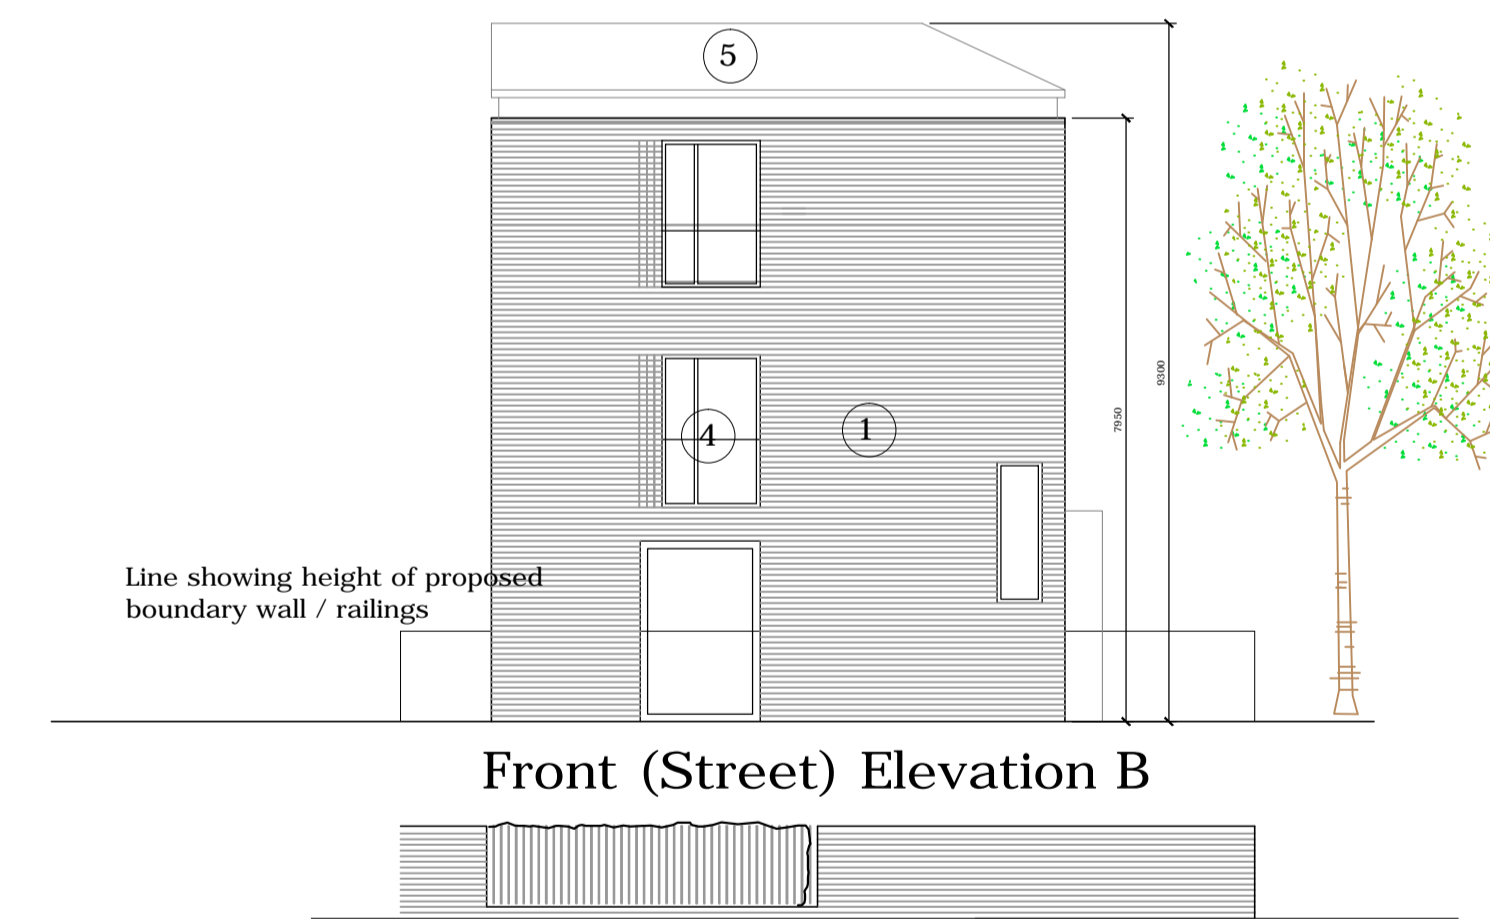 5
9300
7950
4
1
Line showing height of proposed
boundary wall / railings
Front (Street) Elevation B